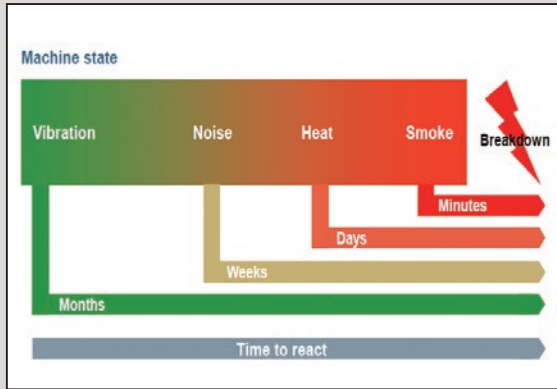 Machine state
Vibration Noise Heat Smoke
Breakdown
Minutes
Days
Weeks
Months
Time to react